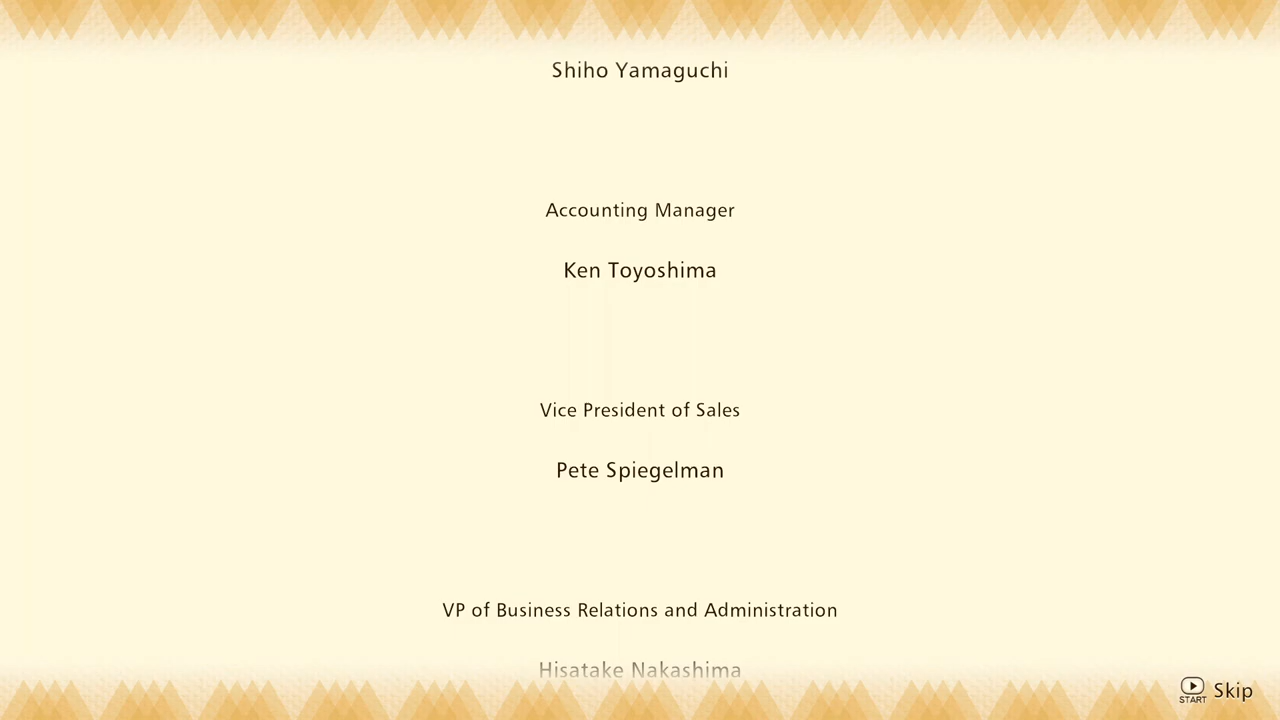 Shiho Yamaguchi
Accounting Manager
Ken Toyoshima
Vice President of Sales
Pete Spiegelman
VP of Business Relations and Administration
Hisatake Nakashima
START Skip